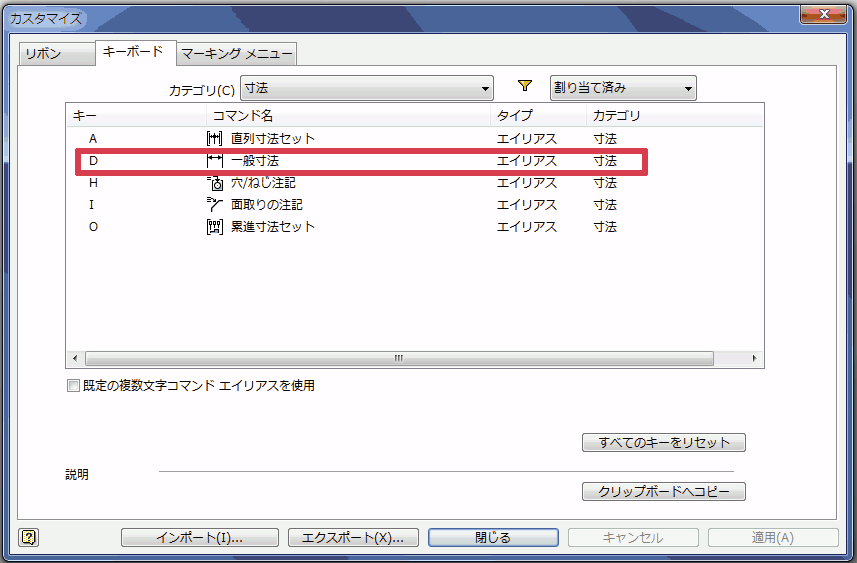 カスタマイズ
リボン キーボード マーキング メニュー
カテゴリ(C) 寸法 割り当て済み
キー コマンド名 タイプ カテゴリ
A 直列寸法セット エイリアス 寸法
D 一般寸法 エイリアス 寸法
H 穴/ねじ注記 エイリアス 寸法
I 面取りの注記 エイリアス 寸法
O 累進寸法セット エイリアス 寸法
既定の複数文字コマンド エイリアスを使用
すべてのキーをリセット
説明
クリップボードへコピー
インポート(I)... エクスポート(X)... 閉じる キャンセル 適用(A)